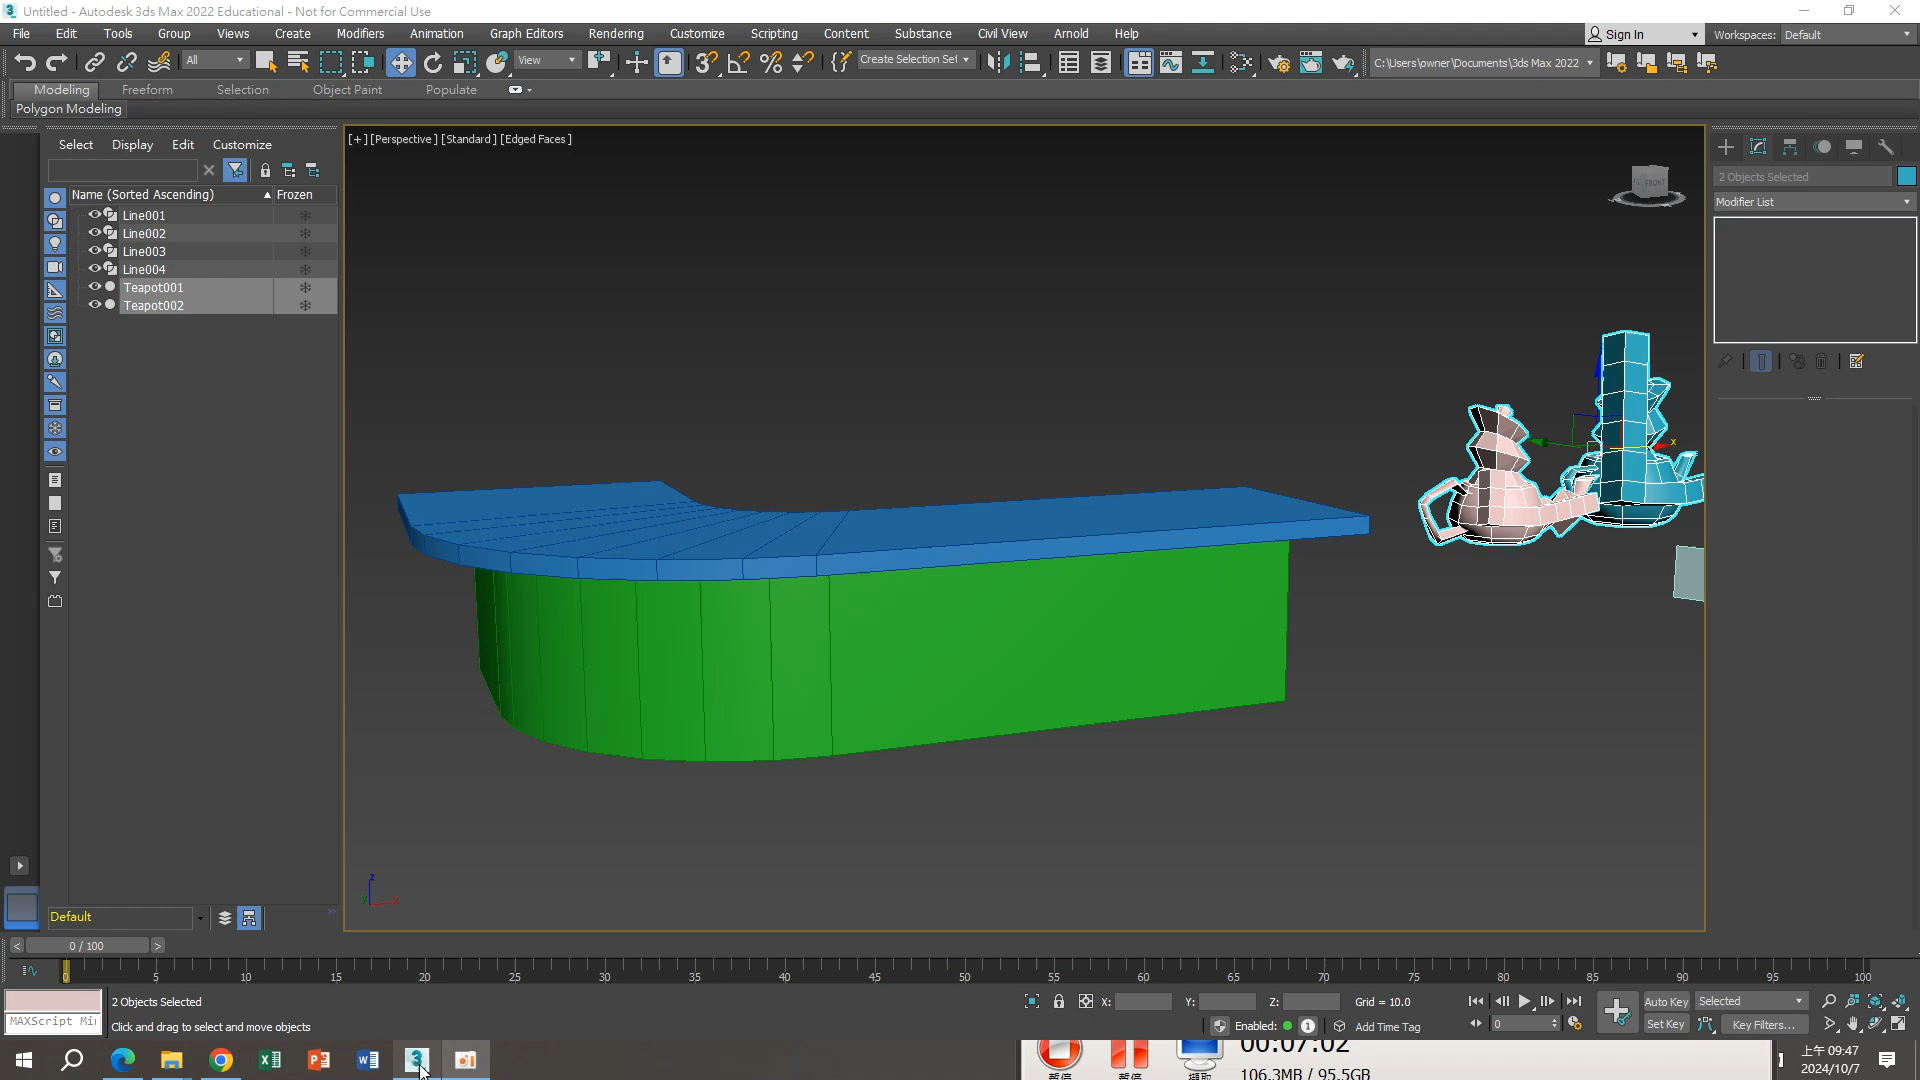 Untitled - Autodesk 3ds Max 2022 Educational - Not for Commercial Use
File Edit Tools Group Views Create Modifiers Animation Graph Editors Rendering Customize Scripting Content Substance Civil View Arnold Help Sign In Workspaces: Default
All View Create Selection Set C:\Users\owner\Documents\3ds Max 2022
Modeling Freeform Selection Object Paint Populate
Polygon Modeling
[+] [Perspective] [Standard] [Edged Faces]
Select Display Edit Customize
2 Objects Selected
Name (Sorted Ascending) Frozen
Modifier List
Line001
Line002
Line003
Line004
Teapot001
Teapot002
FRONT
x
z
Default
< 0 / 100 >
0 5 10 15 20 25 30 35 40 45 50 55 60 65 70 75 80 85 90 95 100
2 Objects Selected X: Y: Z: Grid = 10.0 Auto Key Selected
MAXScript Mi Click and drag to select and move objects Enabled: 1 Add Time Tag 0 Set Key Key Filters...
00:07:02
106.3MB / 95.5GB
上午 09:47
2024/10/7